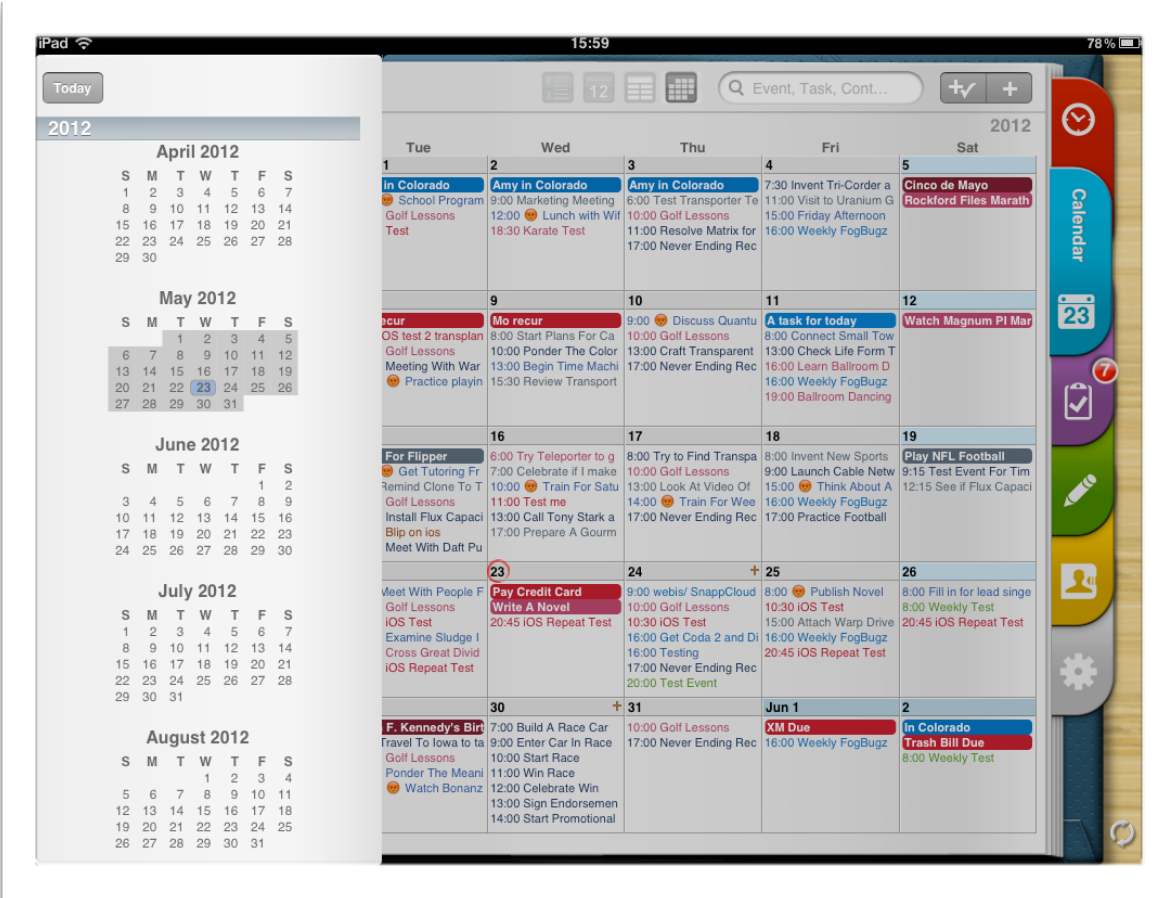 iPad 15:59 78%
Today
12
Event, Task, Cont...
2012
April 2012
S M T W T F S
1 2 3 4 5 6 7
8 9 10 11 12 13 14
15 16 17 18 19 20 21
22 23 24 25 26 27 28
29 30
May 2012
S M T W T F S
1 2 3 4 5
6 7 8 9 10 11 12
13 14 15 16 17 18 19
20 21 22 23 24 25 26
27 28 29 30 31
June 2012
S M T W T F S
1 2
3 4 5 6 7 8 9
10 11 12 13 14 15 16
17 18 19 20 21 22 23
24 25 26 27 28 29 30
July 2012
S M T W T F S
1 2 3 4 5 6 7
8 9 10 11 12 13 14
15 16 17 18 19 20 21
22 23 24 25 26 27 28
29 30 31
August 2012
S M T W T F S
1 2 3 4
5 6 7 8 9 10 11
12 13 14 15 16 17 18
19 20 21 22 23 24 25
26 27 28 29 30 31
2012
Tue Wed Thu Fri Sat
1
in Colorado
School Program
Golf Lessons
Test
2
Amy in Colorado
9:00 Marketing Meeting
12:00 Lunch with Wif
18:30 Karate Test
3
Amy in Colorado
6:00 Test Transporter Te
10:00 Golf Lessons
11:00 Resolve Matrix for
17:00 Never Ending Rec
4
7:30 Invent Tri-Corder a
11:00 Visit to Uranium G
15:00 Friday Afternoon
16:00 Weekly FogBugz
5
Cinco de Mayo
Rockford Files Marath
ecur
OS test 2 transplan
Golf Lessons
Meeting With War
Practice playin
9
Mo recur
8:00 Start Plans For Ca
10:00 Ponder The Color
13:00 Begin Time Machi
15:30 Review Transport
10
9:00 Discuss Quantu
10:00 Golf Lessons
13:00 Craft Transparent
17:00 Never Ending Rec
11
A task for today
8:00 Connect Small Tow
13:00 Check Life Form T
16:00 Learn Ballroom D
16:00 Weekly FogBugz
19:00 Ballroom Dancing
12
Watch Magnum PI Mar
For Flipper
Get Tutoring Fr
Remind Clone To T
Golf Lessons
Install Flux Capaci
Blip on ios
Meet With Daft Pu
16
6:00 Try Teleporter to g
7:00 Celebrate if I make
10:00 Train For Satu
11:00 Test me
13:00 Call Tony Stark a
17:00 Prepare A Gourm
17
8:00 Try to Find Transpa
10:00 Golf Lessons
13:00 Look At Video Of
14:00 Train For Wee
17:00 Never Ending Rec
18
8:00 Invent New Sports
9:00 Launch Cable Netw
15:00 Think About A
16:00 Weekly FogBugz
17:00 Practice Football
19
Play NFL Football
9:15 Test Event For Tim
12:15 See if Flux Capaci
Meet With People F
Golf Lessons
iOS Test
Examine Sludge I
Cross Great Divid
iOS Repeat Test
23
Pay Credit Card
Write A Novel
20:45 iOS Repeat Test
24 +
9:00 webis/ SnappCloud
10:00 Golf Lessons
10:30 iOS Test
16:00 Get Coda 2 and Di
16:00 Testing
17:00 Never Ending Rec
20:00 Test Event
25
8:00 Publish Novel
10:30 iOS Test
15:00 Attach Warp Drive
16:00 Weekly FogBugz
20:45 iOS Repeat Test
26
8:00 Fill in for lead singe
8:00 Weekly Test
20:45 iOS Repeat Test
F. Kennedy's Birt
Travel To Iowa to ta
Golf Lessons
Ponder The Meani
Watch Bonanz
30 +
7:00 Build A Race Car
9:00 Enter Car In Race
10:00 Start Race
11:00 Win Race
12:00 Celebrate Win
13:00 Sign Endorsemen
14:00 Start Promotional
31
10:00 Golf Lessons
17:00 Never Ending Rec
Jun 1
XM Due
16:00 Weekly FogBugz
2
In Colorado
Trash Bill Due
8:00 Weekly Test
Calendar
23
7